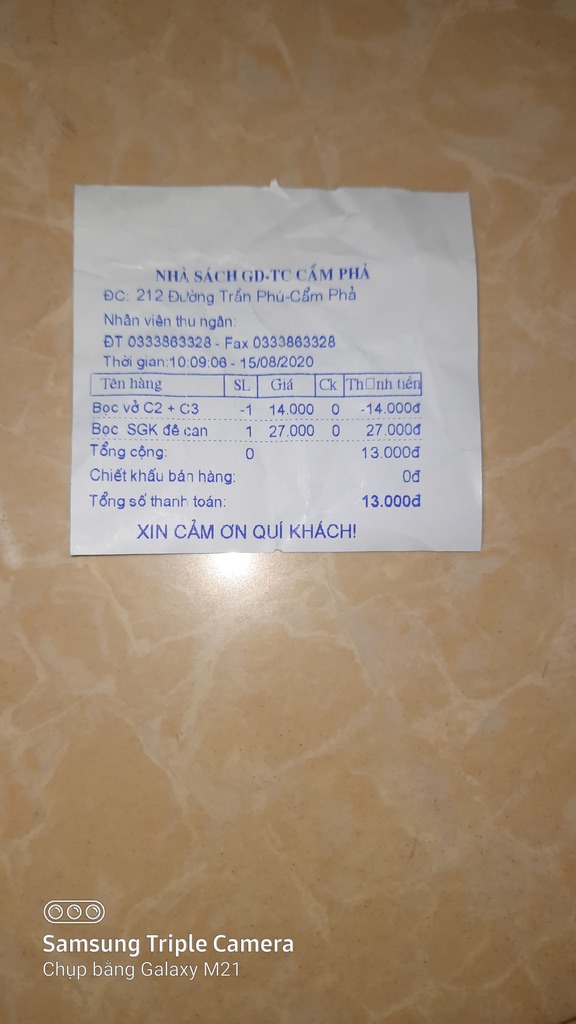 NHÀ SÁCH GD-TC CẨM PHẢ
ĐC: 212 Đường Trần Phú-Cẩm Phả
Nhân viên thu ngân:
ĐT 0333863328 - Fax 0333863328
Thời gian:10:09:06 - 15/08/2020
Tên hàng SL Giá Ck Th□nh tiền
Bọc vở C2 + C3 -1 14.000 0 -14.000đ
Bọc SGK đê can 1 27.000 0 27.000đ
Tổng cộng: 0 13.000đ
Chiết khấu bán hàng: 0đ
Tổng số thanh toán: 13.000đ
XIN CẢM ƠN QUÍ KHÁCH!
Samsung Triple Camera
Chụp bằng Galaxy M21